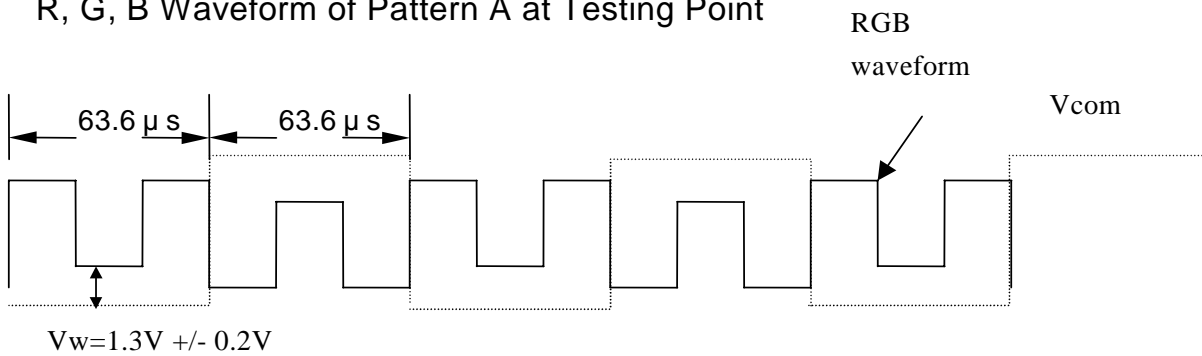 R, G, B Waveform of Pattern A at Testing Point
RGB
waveform
Vcom
63.6 μ s
63.6 μ s
Vw=1.3V +/- 0.2V